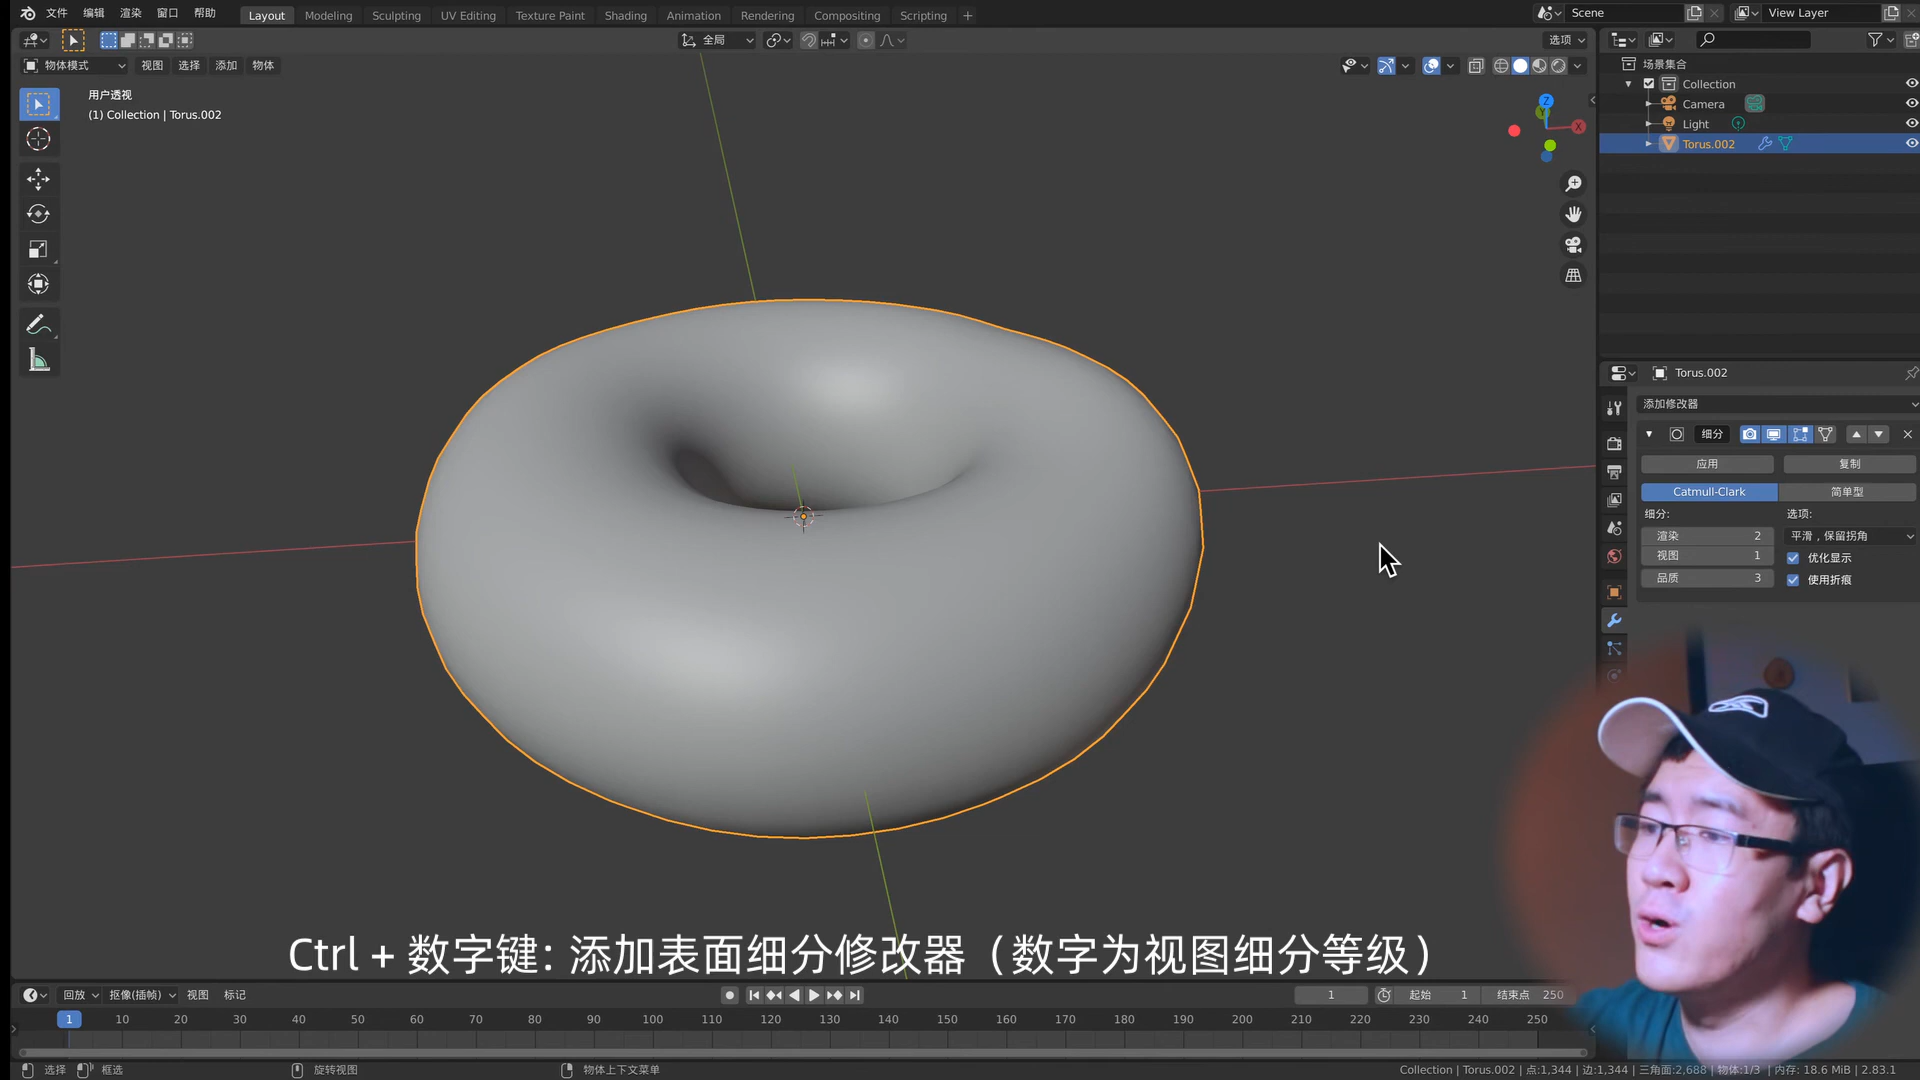 文件 编辑 渲染 窗口 帮助 Layout Modeling Sculpting UV Editing Texture Paint Shading Animation Rendering Compositing Scripting + Scene View Layer
全局 选项
物体模式 视图 选择 添加 物体
用户透视
(1) Collection | Torus.002
Z
Y
X
场景集合
Collection
Camera
Light
Torus.002
Torus.002
添加修改器
细分
应用 复制
Catmull-Clark 简单型
细分: 选项:
渲染 2 平滑，保留拐角
视图 1 优化显示
品质 3 使用折痕
Ctrl + 数字键: 添加表面细分修改器（数字为视图细分等级）
回放 抠像(插帧) 视图 标记 1 起始 1 结束点 250
1 10 20 30 40 50 60 70 80 90 100 110 120 130 140 150 160 170 180 190 200 210 220 230 240 250
选择 框选 旋转视图 物体上下文菜单 Collection | Torus.002 | 点:1,344 | 边:1,344 | 三角面:2,688 | 物体:1/3 | 内存: 18.6 MiB | 2.83.1